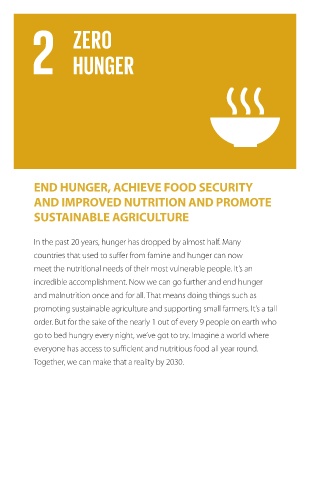 2 ZERO
HUNGER
END HUNGER, ACHIEVE FOOD SECURITY
AND IMPROVED NUTRITION AND PROMOTE
SUSTAINABLE AGRICULTURE
In the past 20 years, hunger has dropped by almost half. Many
countries that used to suffer from famine and hunger can now
meet the nutritional needs of their most vulnerable people. It's an
incredible accomplishment. Now we can go further and end hunger
and malnutrition once and for all. That means doing things such as
promoting sustainable agriculture and supporting small farmers. It's a tall
order. But for the sake of the nearly 1 out of every 9 people on earth who
go to bed hungry every night, we've got to try. Imagine a world where
everyone has access to sufficient and nutritious food all year round.
Together, we can make that a reality by 2030.